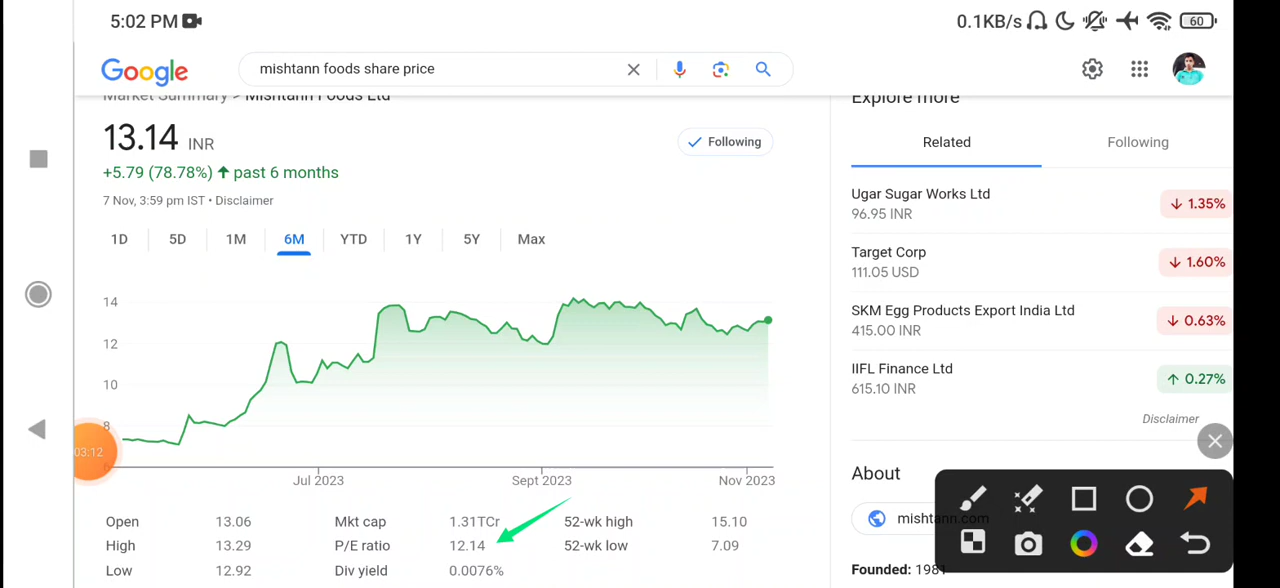 5:02 PM
0.1KB/s
60
Google
mishtann foods share price
Market Summary > Mishtann Foods Ltd
13.14 INR
Following
+5.79 (78.78%) ↑ past 6 months
7 Nov, 3:59 pm IST • Disclaimer
1D 5D 1M 6M YTD 1Y 5Y Max
14
12
10
8
6
03:12
Jul 2023 Sept 2023 Nov 2023
Open 13.06 Mkt cap 1.31TCr 52-wk high 15.10
High 13.29 P/E ratio 12.14 52-wk low 7.09
Low 12.92 Div yield 0.0076%
Explore more
Related Following
Ugar Sugar Works Ltd
96.95 INR
↓ 1.35%
Target Corp
111.05 USD
↓ 1.60%
SKM Egg Products Export India Ltd
415.00 INR
↓ 0.63%
IIFL Finance Ltd
615.10 INR
↑ 0.27%
Disclaimer
About
mishtann.com
Founded: 1981